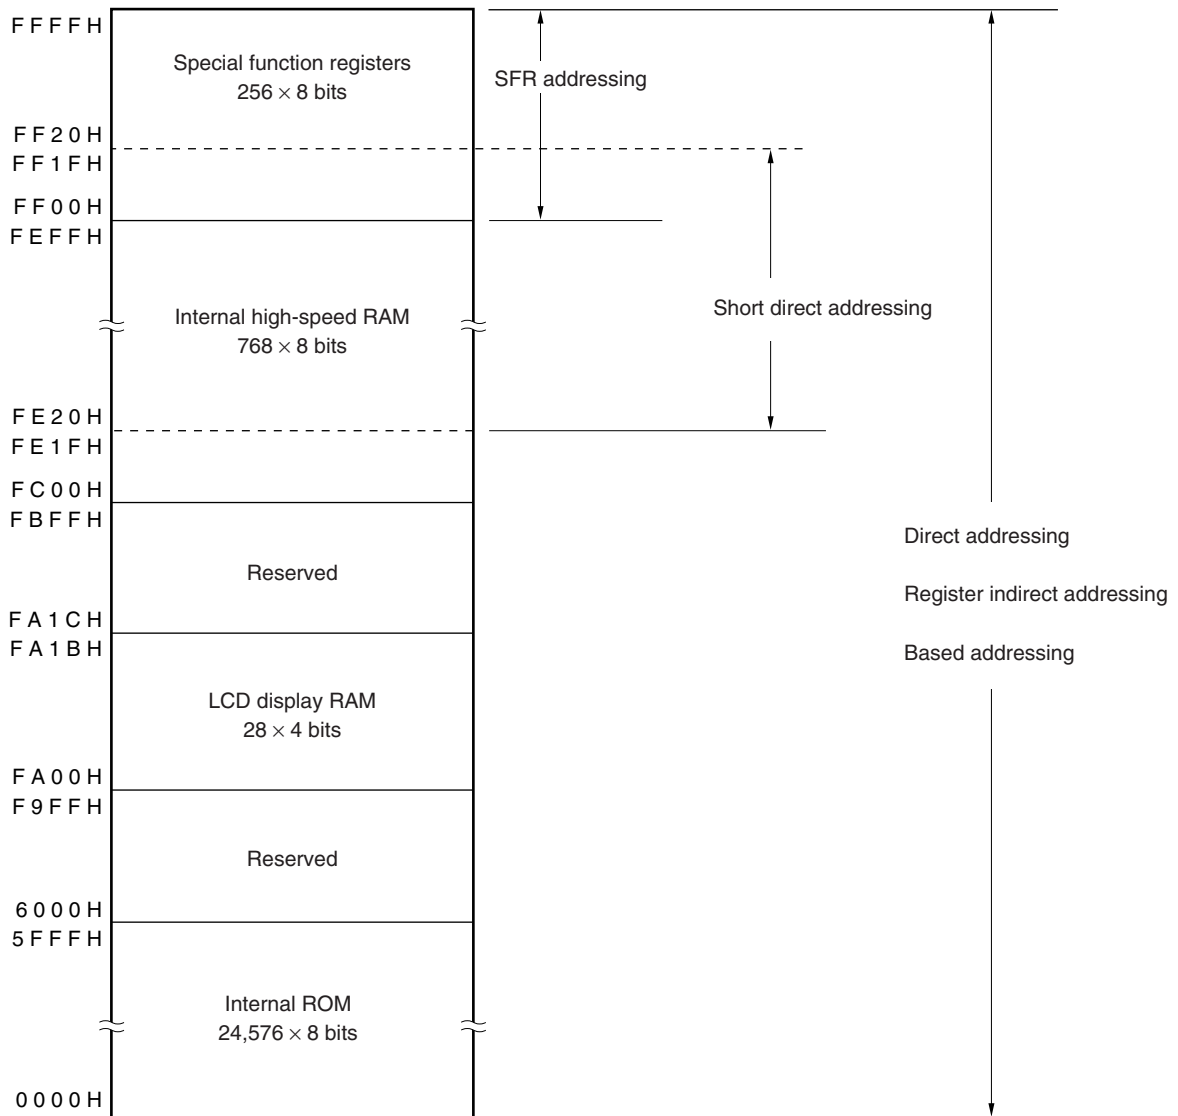 FFFFH
Special function registers
256 × 8 bits
SFR addressing
FF20H
FF1FH
FF00H
FEFFH
Internal high-speed RAM
768 × 8 bits
Short direct addressing
FE20H
FE1FH
FC00H
FBFFH
Reserved
Direct addressing
Register indirect addressing
Based addressing
FA1CH
FA1BH
LCD display RAM
28 × 4 bits
FA00H
F9FFH
Reserved
6000H
5FFFH
Internal ROM
24,576 × 8 bits
0000H